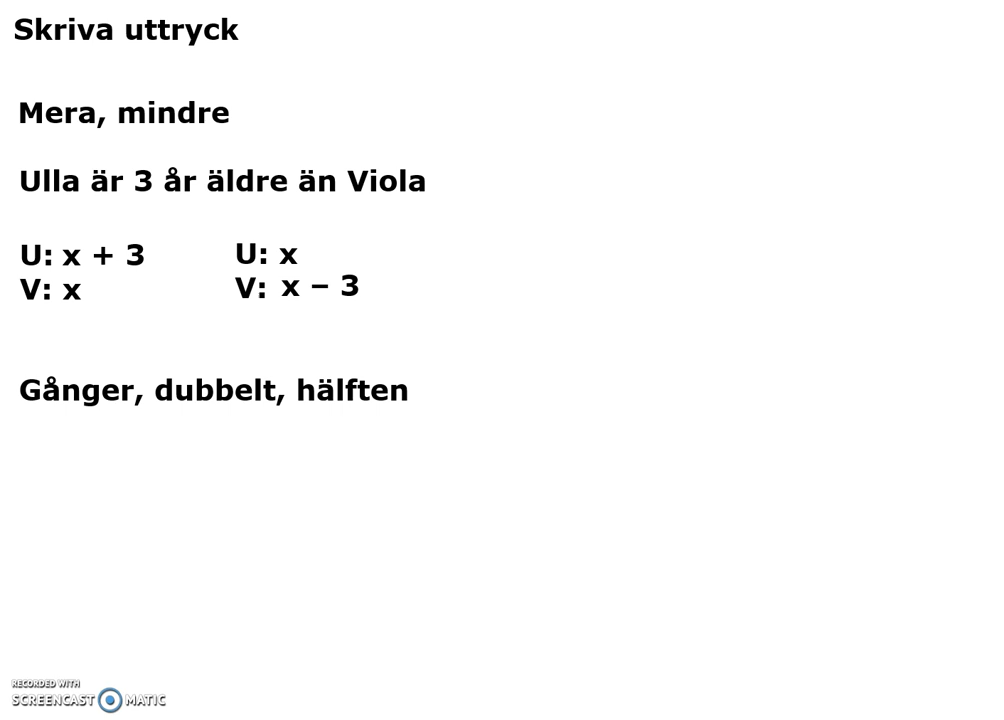 Skriva uttryck
Mera, mindre
Ulla är 3 år äldre än Viola
U: x + 3 U: x
V: x V: x – 3
Gånger, dubbelt, hälften
RECORDED WITH
SCREENCAST MATIC